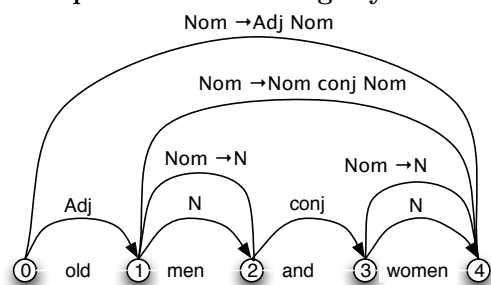 Nom →Adj Nom
Nom →Nom conj Nom
Nom →N
Nom →N
Adj
N
conj
N
0 old 1 men 2 and 3 women 4